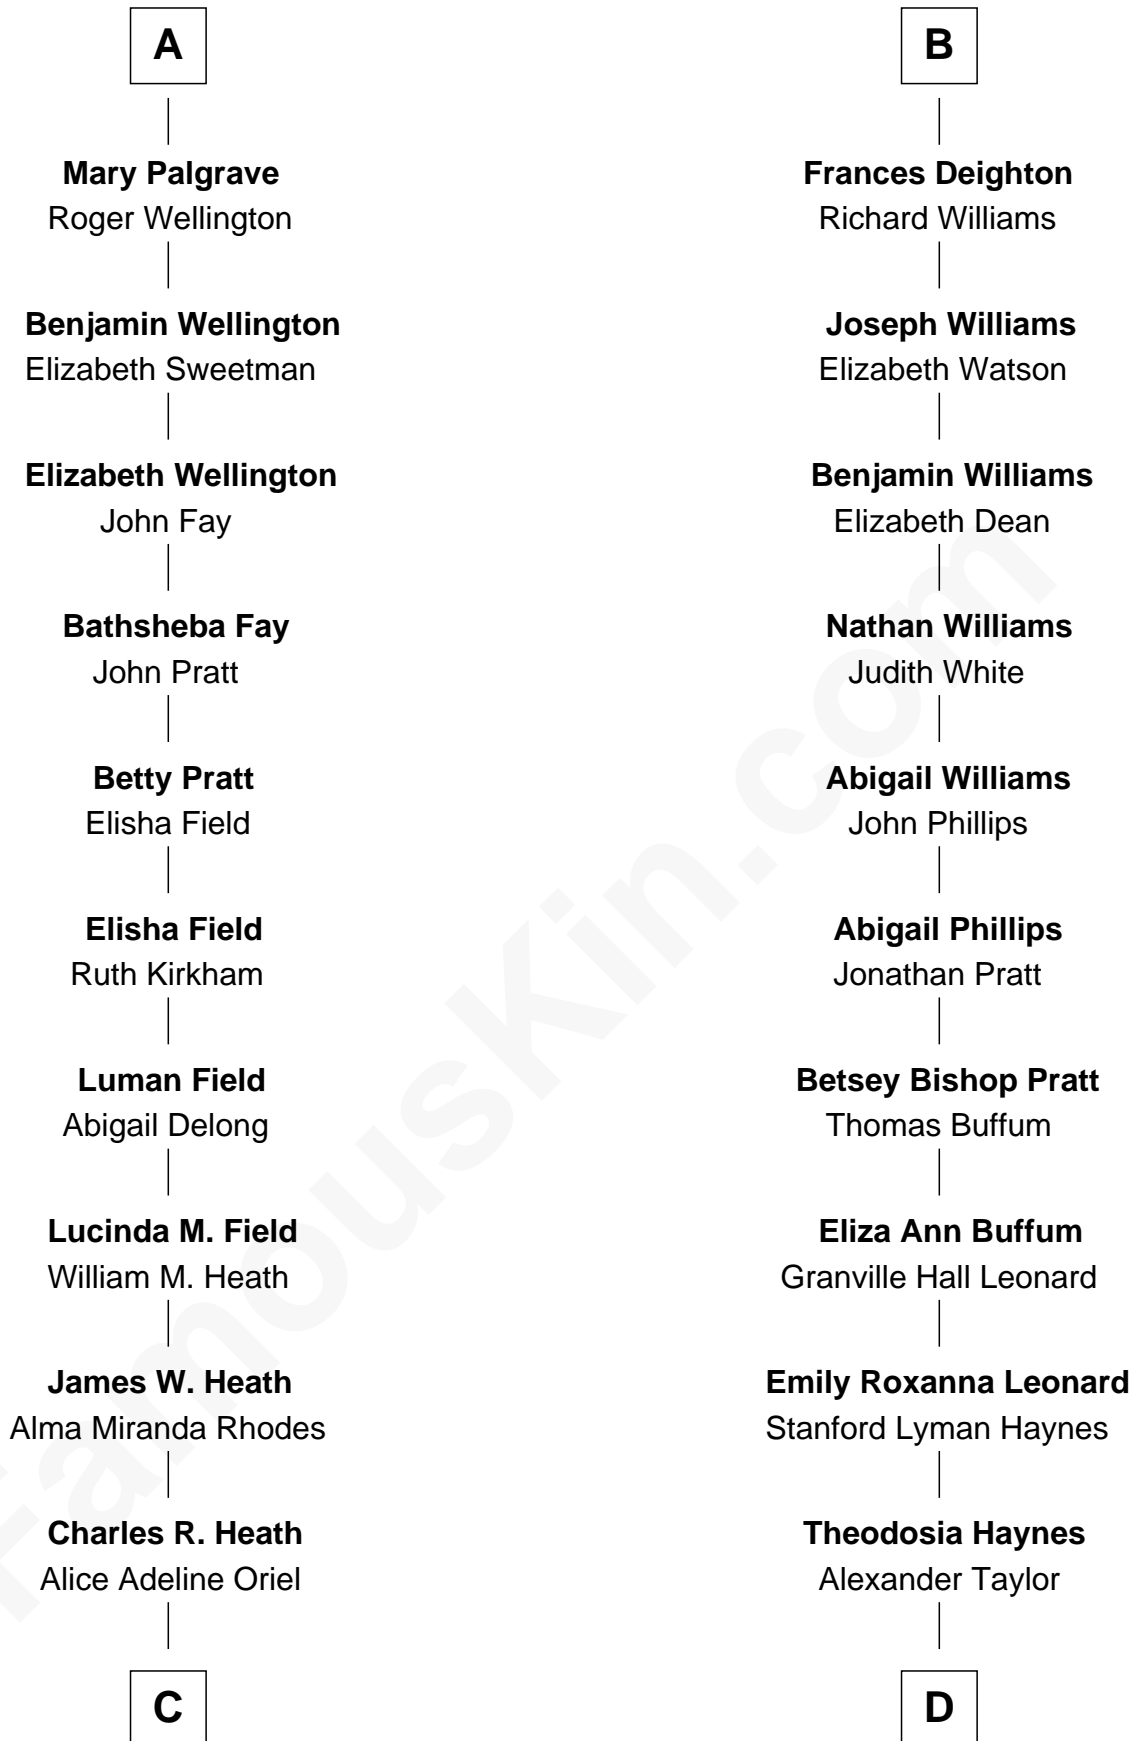 A
Mary Palgrave
Roger Wellington
Benjamin Wellington
Elizabeth Sweetman
Elizabeth Wellington
John Fay
Bathsheba Fay
John Pratt
Betty Pratt
Elisha Field
Elisha Field
Ruth Kirkham
Luman Field
Abigail Delong
Lucinda M. Field
William M. Heath
James W. Heath
Alma Miranda Rhodes
Charles R. Heath
Alice Adeline Oriel
C
B
Frances Deighton
Richard Williams
Joseph Williams
Elizabeth Watson
Benjamin Williams
Elizabeth Dean
Nathan Williams
Judith White
Abigail Williams
John Phillips
Abigail Phillips
Jonathan Pratt
Betsey Bishop Pratt
Thomas Buffum
Eliza Ann Buffum
Granville Hall Leonard
Emily Roxanna Leonard
Stanford Lyman Haynes
Theodosia Haynes
Alexander Taylor
D
FamousKin.com